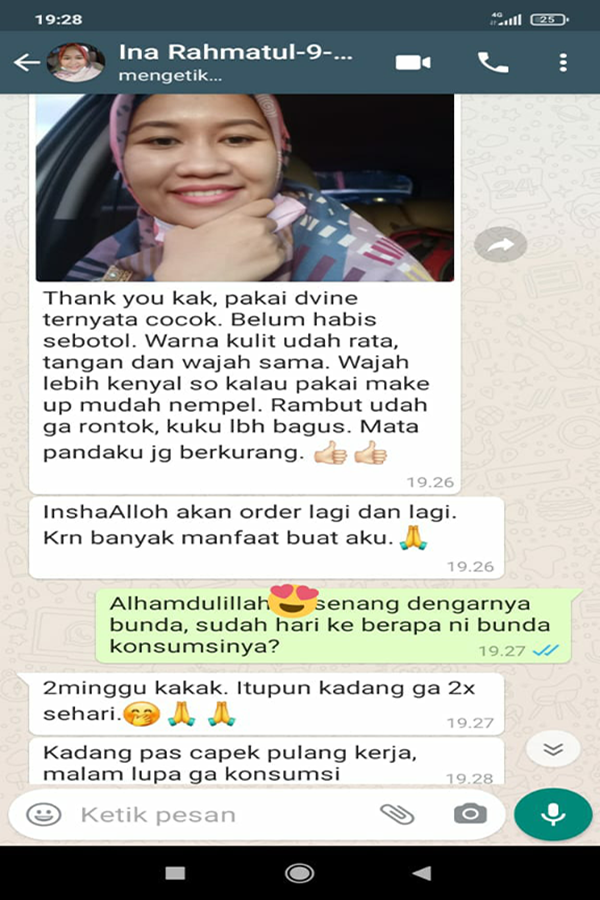 19:28
4G
25
Ina Rahmatul-9-...
mengetik...
Thank you kak, pakai dvine
ternyata cocok. Belum habis
sebotol. Warna kulit udah rata,
tangan dan wajah sama. Wajah
lebih kenyal so kalau pakai make
up mudah nempel. Rambut udah
ga rontok, kuku lbh bagus. Mata
pandaku jg berkurang. 👍🏻 👍🏻
19.26
InshaAlloh akan order lagi dan lagi.
Krn banyak manfaat buat aku. 🙏
19.26
Alhamdulillah 😍 senang dengarnya
bunda, sudah hari ke berapa ni bunda
konsumsinya?
19.27
2minggu kakak. Itupun kadang ga 2x
sehari. 🤭 🙏 🙏
19.27
Kadang pas capek pulang kerja,
malam lupa ga konsumsi
19.28
Ketik pesan